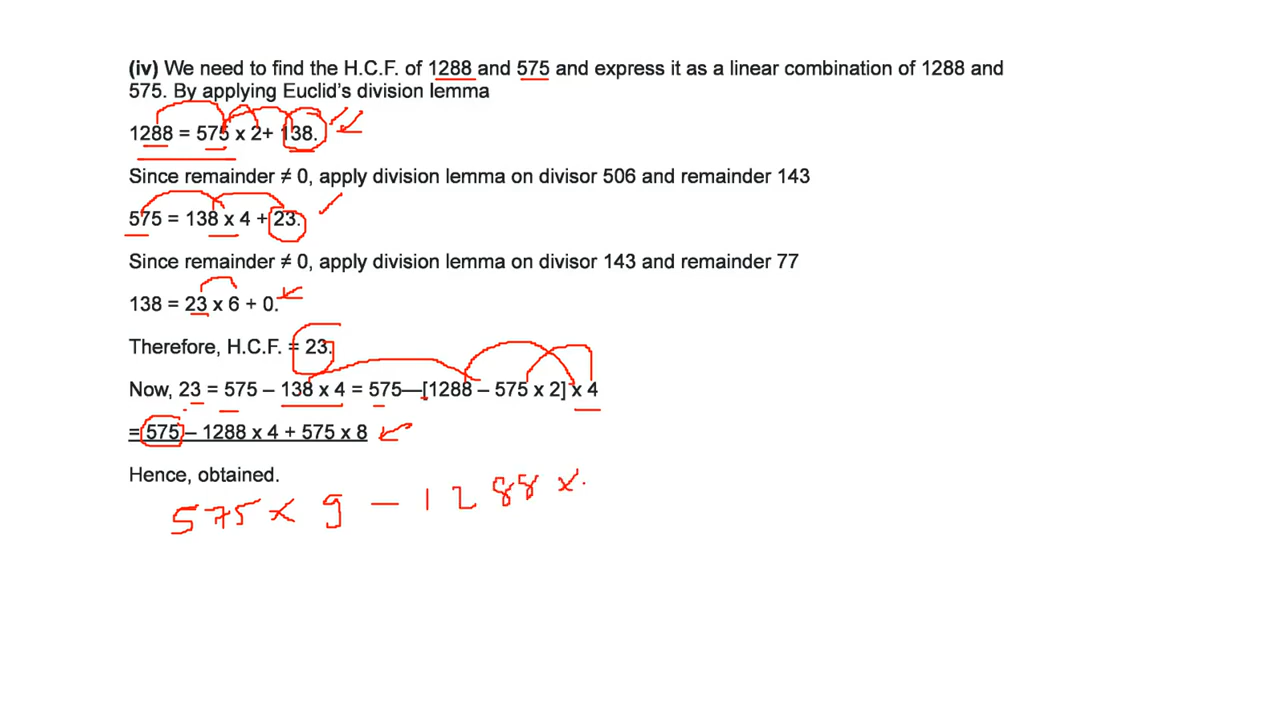 (iv) We need to find the H.C.F. of 1288 and 575 and express it as a linear combination of 1288 and
575. By applying Euclid's division lemma
1288 = 575 x 2+ 138.
Since remainder ≠ 0, apply division lemma on divisor 506 and remainder 143
575 = 138 x 4 + 23.
Since remainder ≠ 0, apply division lemma on divisor 143 and remainder 77
138 = 23 x 6 + 0.
Therefore, H.C.F. = 23.
Now, 23 = 575 – 138 x 4 = 575—[1288 – 575 x 2] x 4
= 575 – 1288 x 4 + 575 x 8
Hence, obtained.
575 x 9 – 1288 x